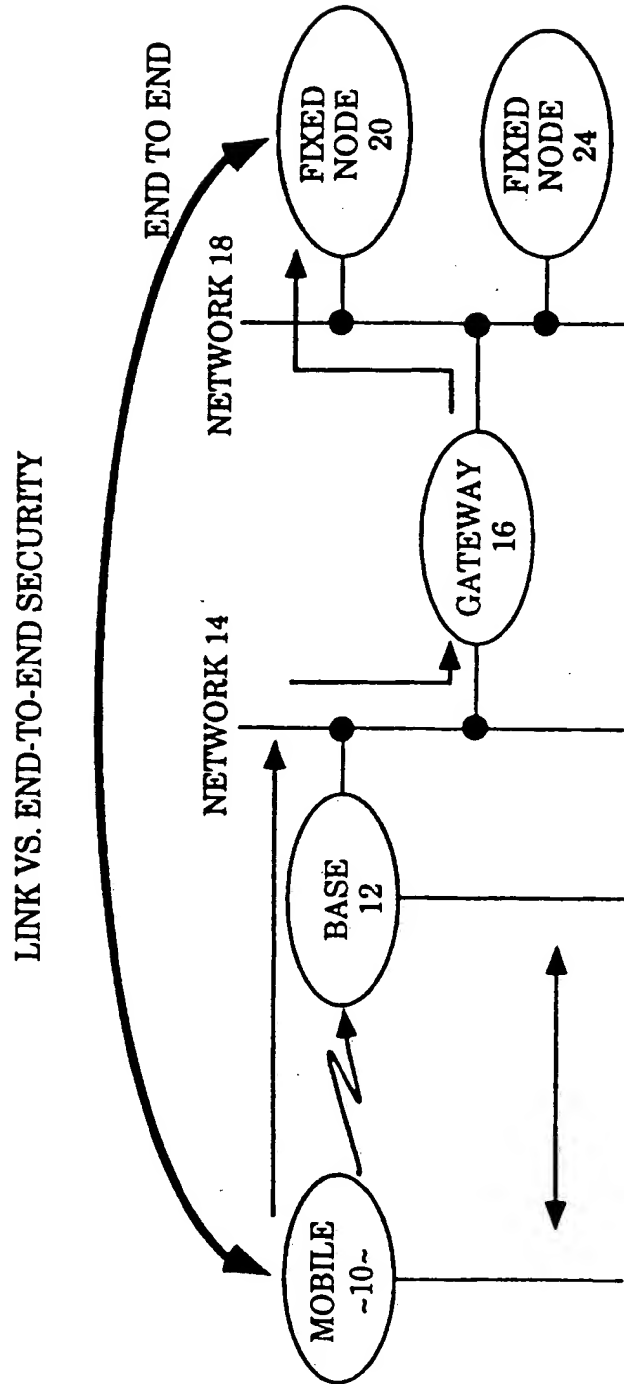 LINK VS. END-TO-END SECURITY
END TO END
NETWORK 14
NETWORK 18
MOBILE
~10~
BASE
12
GATEWAY
16
FIXED
NODE
20
FIXED
NODE
24